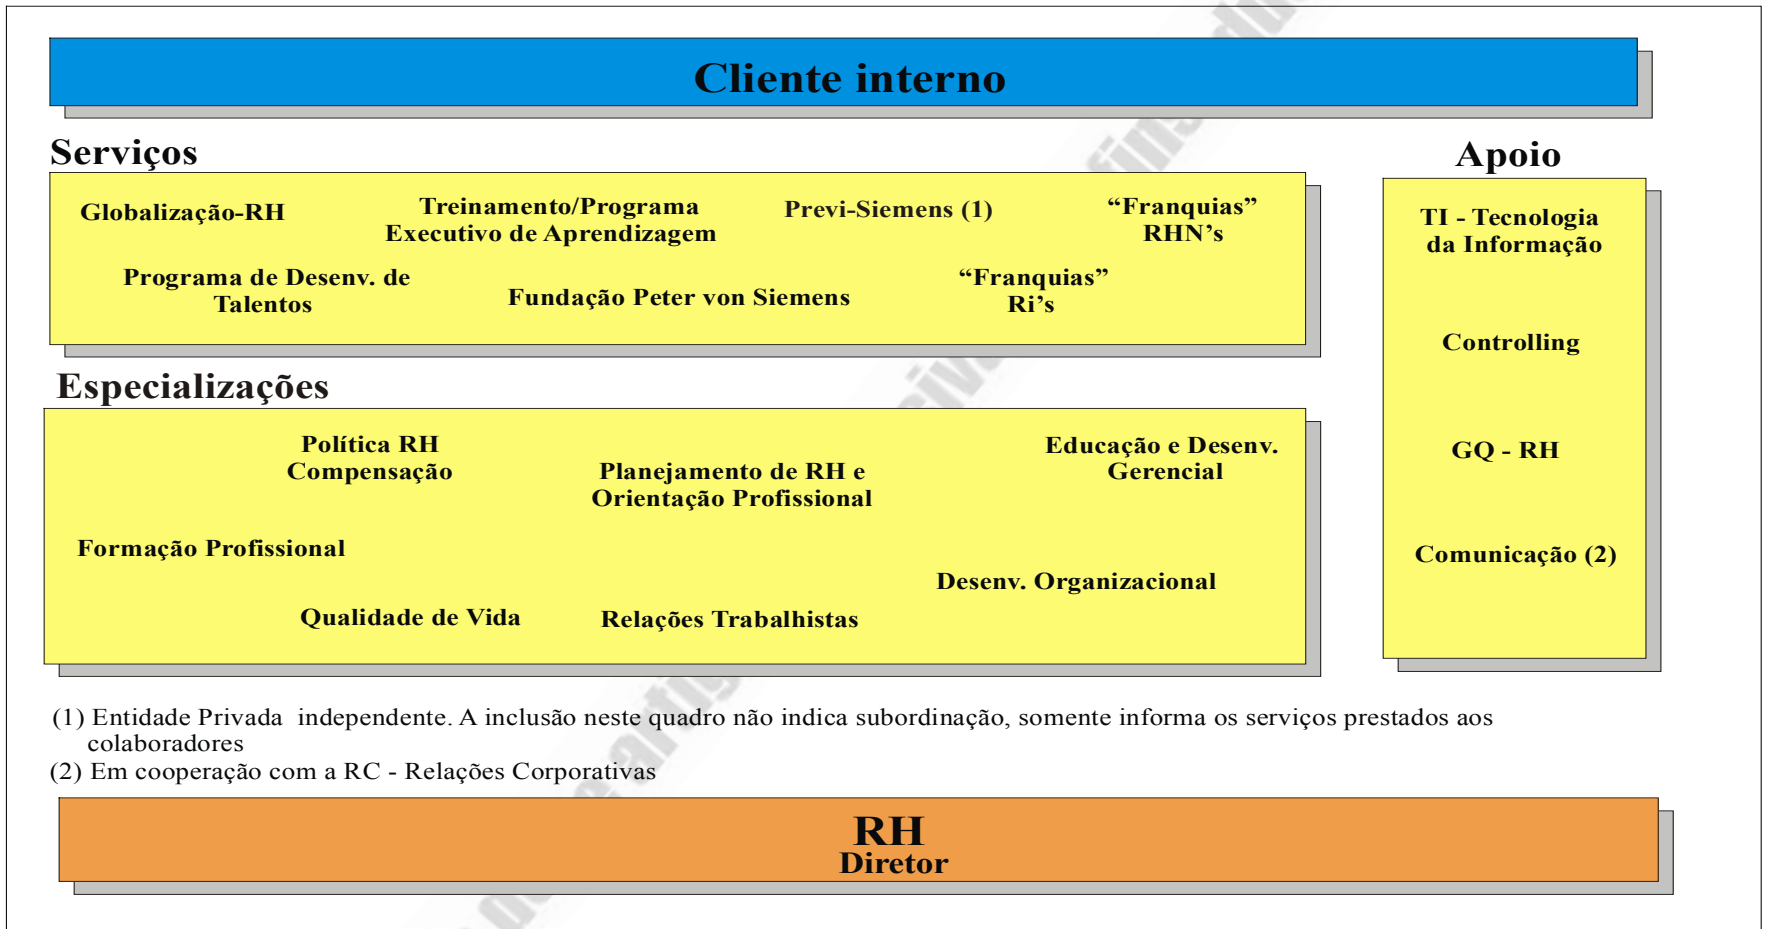 Cliente interno
Serviços
Globalização-RH
Treinamento/Programa
Executivo de Aprendizagem
Previ-Siemens (1)
“Franquias”
RHN’s
Programa de Desenv. de
Talentos
Fundação Peter von Siemens
“Franquias”
Ri’s
Apoio
TI - Tecnologia
da Informação
Controlling
GQ - RH
Comunicação (2)
Especializações
Política RH
Compensação
Planejamento de RH e
Orientação Profissional
Educação e Desenv.
Gerencial
Formação Profissional
Desenv. Organizacional
Qualidade de Vida
Relações Trabalhistas
(1) Entidade Privada independente. A inclusão neste quadro não indica subordinação, somente informa os serviços prestados aos
colaboradores
(2) Em cooperação com a RC - Relações Corporativas
RH
Diretor